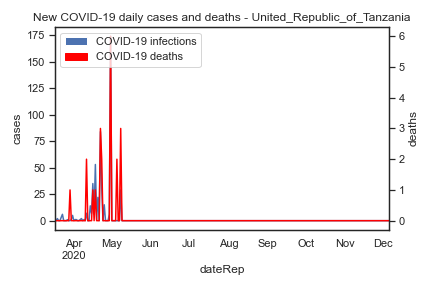 New COVID-19 daily cases and deaths - United_Republic_of_Tanzania
COVID-19 infections
COVID-19 deaths
cases
175
150
125
100
75
50
25
0
deaths
6
5
4
3
2
1
0
Apr May Jun Jul Aug Sep Oct Nov Dec
2020
dateRep